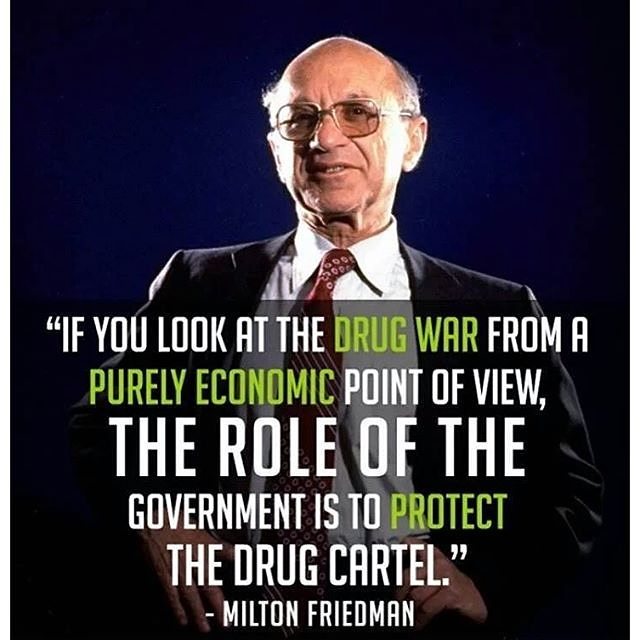 “IF YOU LOOK AT THE DRUG WAR FROM A
PURELY ECONOMIC POINT OF VIEW,
THE ROLE OF THE
GOVERNMENT IS TO PROTECT
THE DRUG CARTEL.”
- MILTON FRIEDMAN